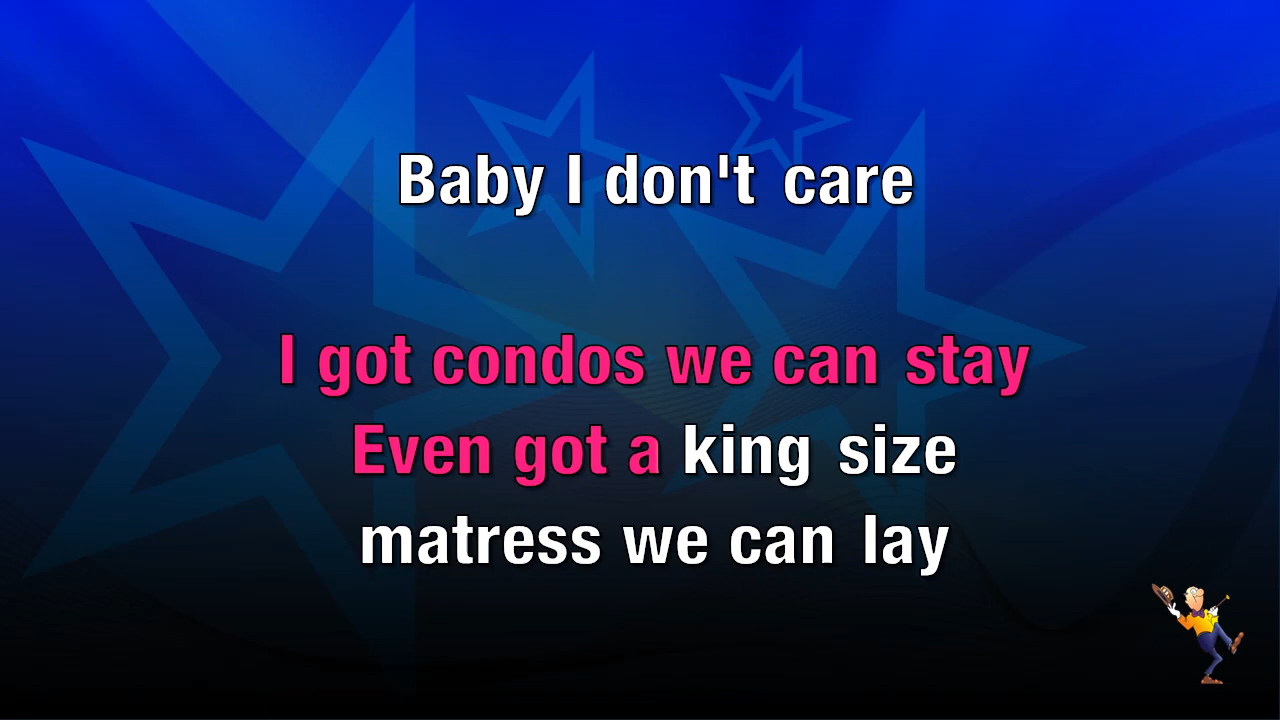 Baby I don't care
I got condos we can stay
Even got a king size
matress we can lay